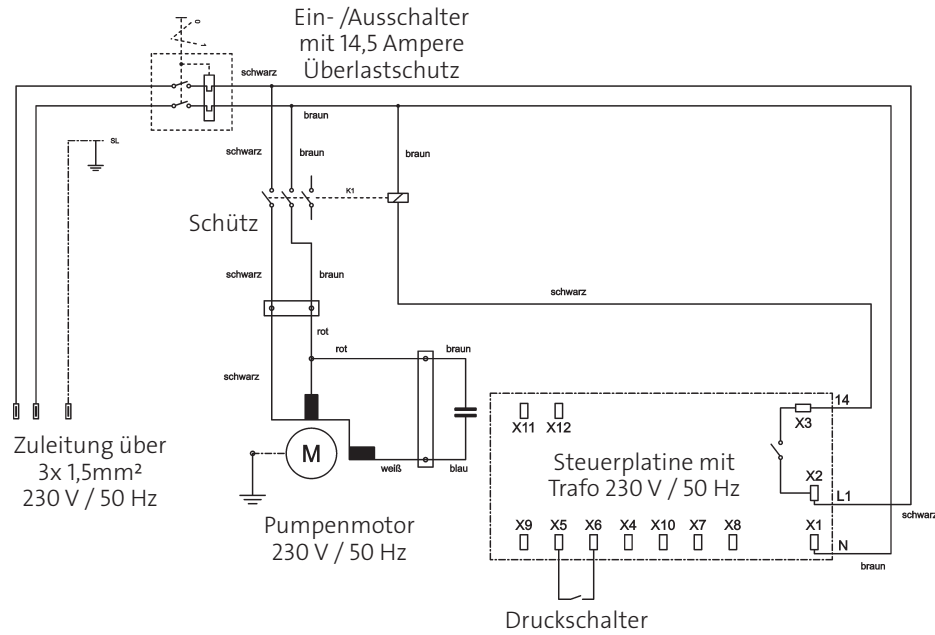 Ein- /Ausschalter
mit 14,5 Ampere
Überlastschutz
schwarz
braun
SL
schwarz
braun
braun
K1
Schütz
schwarz
braun
schwarz
rot
rot
braun
schwarz
14
X11
X12
X3
M
Zuleitung über
3x 1,5mm²
230 V / 50 Hz
Steuerplatine mit
Trafo 230 V / 50 Hz
X2
L1
weiß
blau
schwarz
Pumpenmotor
230 V / 50 Hz
X9
X5
X6
X4
X10
X7
X8
X1
N
braun
Druckschalter